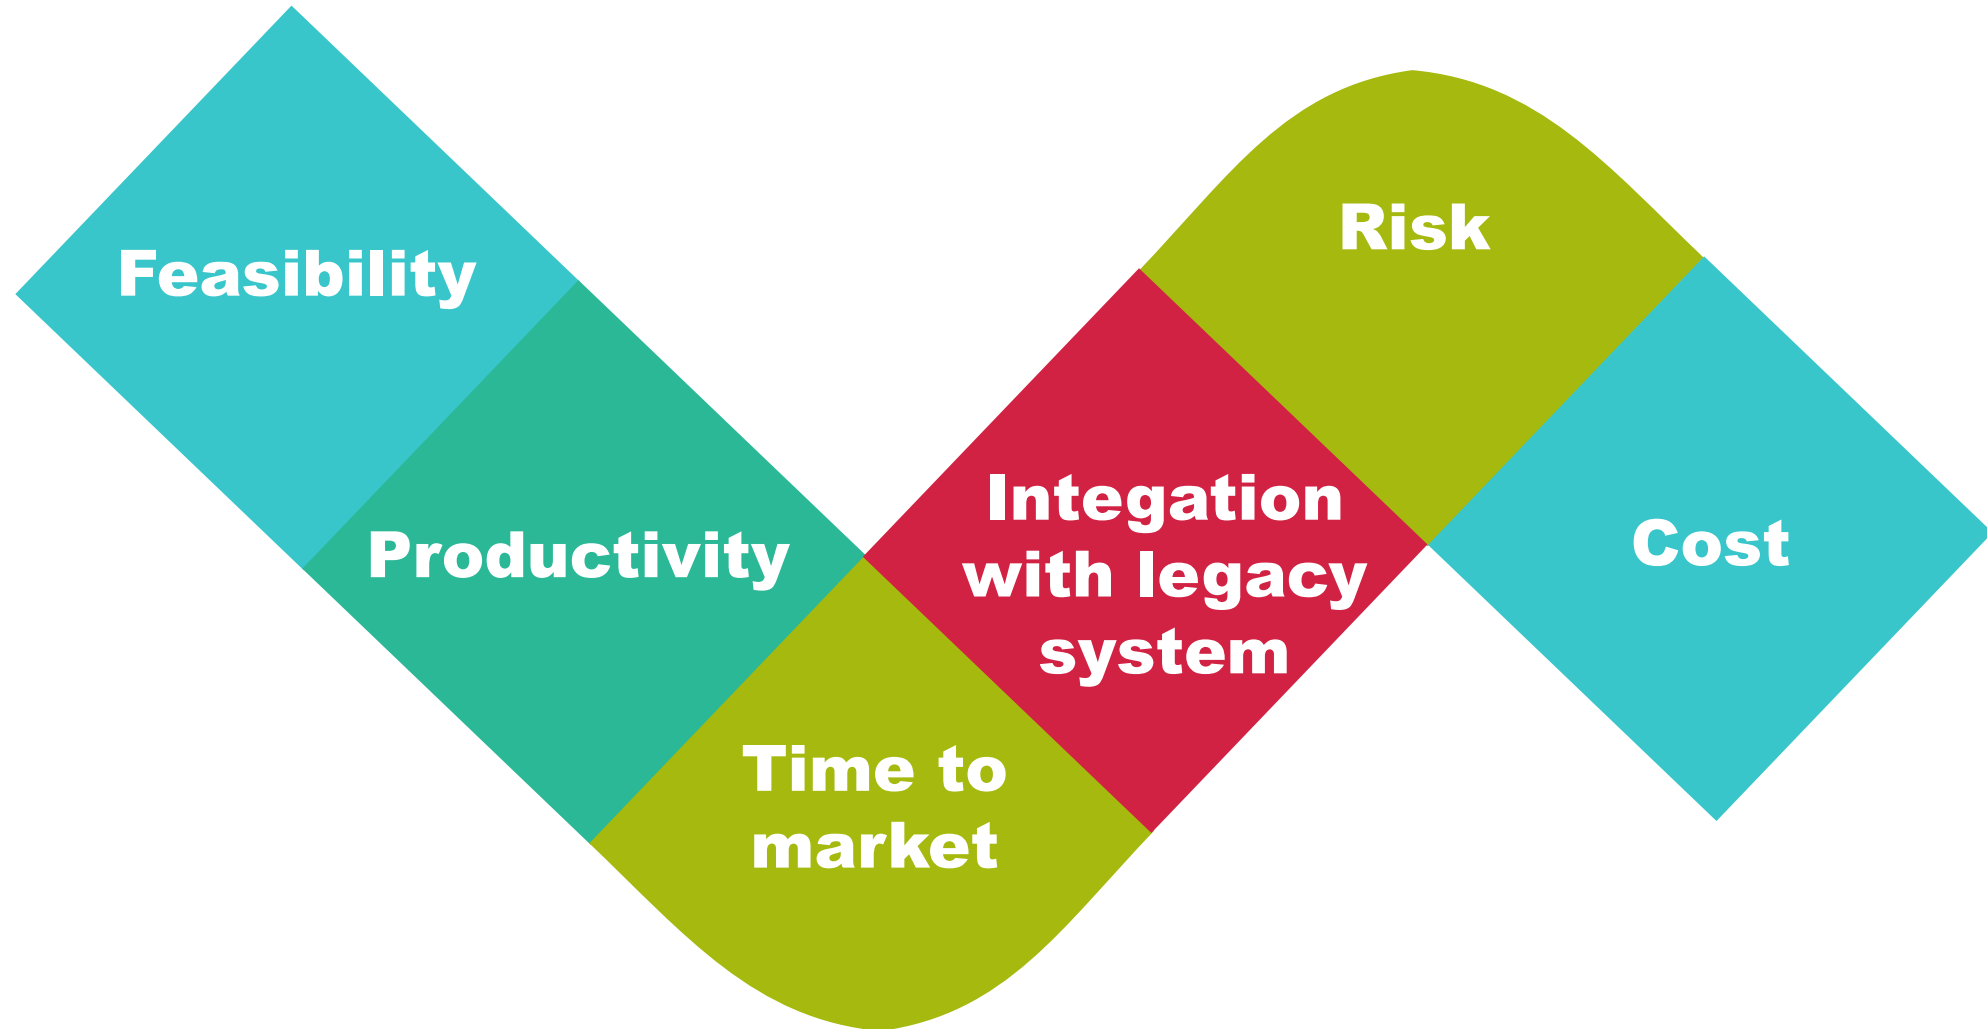 Feasibility
Productivity
Time to
market
Integation
with legacy
system
Risk
Cost